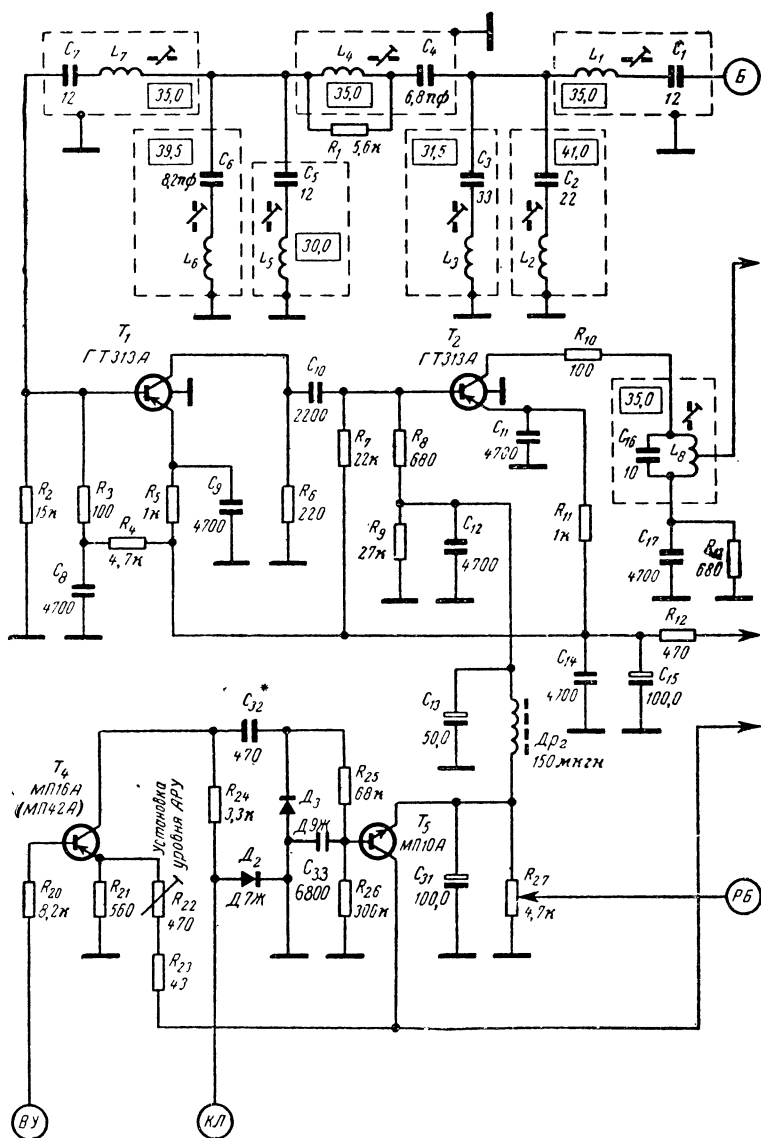 C7
L7
L4
C4
L1
C1
Б
12
35,0
35,0
6,8 пф
35,0
12
R1
5,6к
39,5
C6
8,2 пф
C5
12
31,5
C3
33
41,0
C2
22
L6
L5
30,0
L3
L2
T1
ГТ313А
T2
ГТ313А
R10
100
C10
2200
35,0
C16
10
L8
R7
22к
R8
680
C11
4700
R2
15к
R3
100
R5
1к
C9
4700
R6
220
R4
4,7к
R9
27к
C12
4700
R11
1к
C17
4700
680
C8
4700
R12
470
C14
4700
C15
100,0
C13
50,0
Др2
150 мкгн
C32*
470
T4
МП16А
(МП42А)
Установка
уровня АРУ
R24
3,3к
Д3
Д9Ж
R25
68к
T5
МП10А
Д2
Д7Ж
C33
6800
R20
8,2к
R21
560
R22
470
R26
300к
C31
100,0
R27
4,7к
РБ
R23
43
ВУ
КЛ